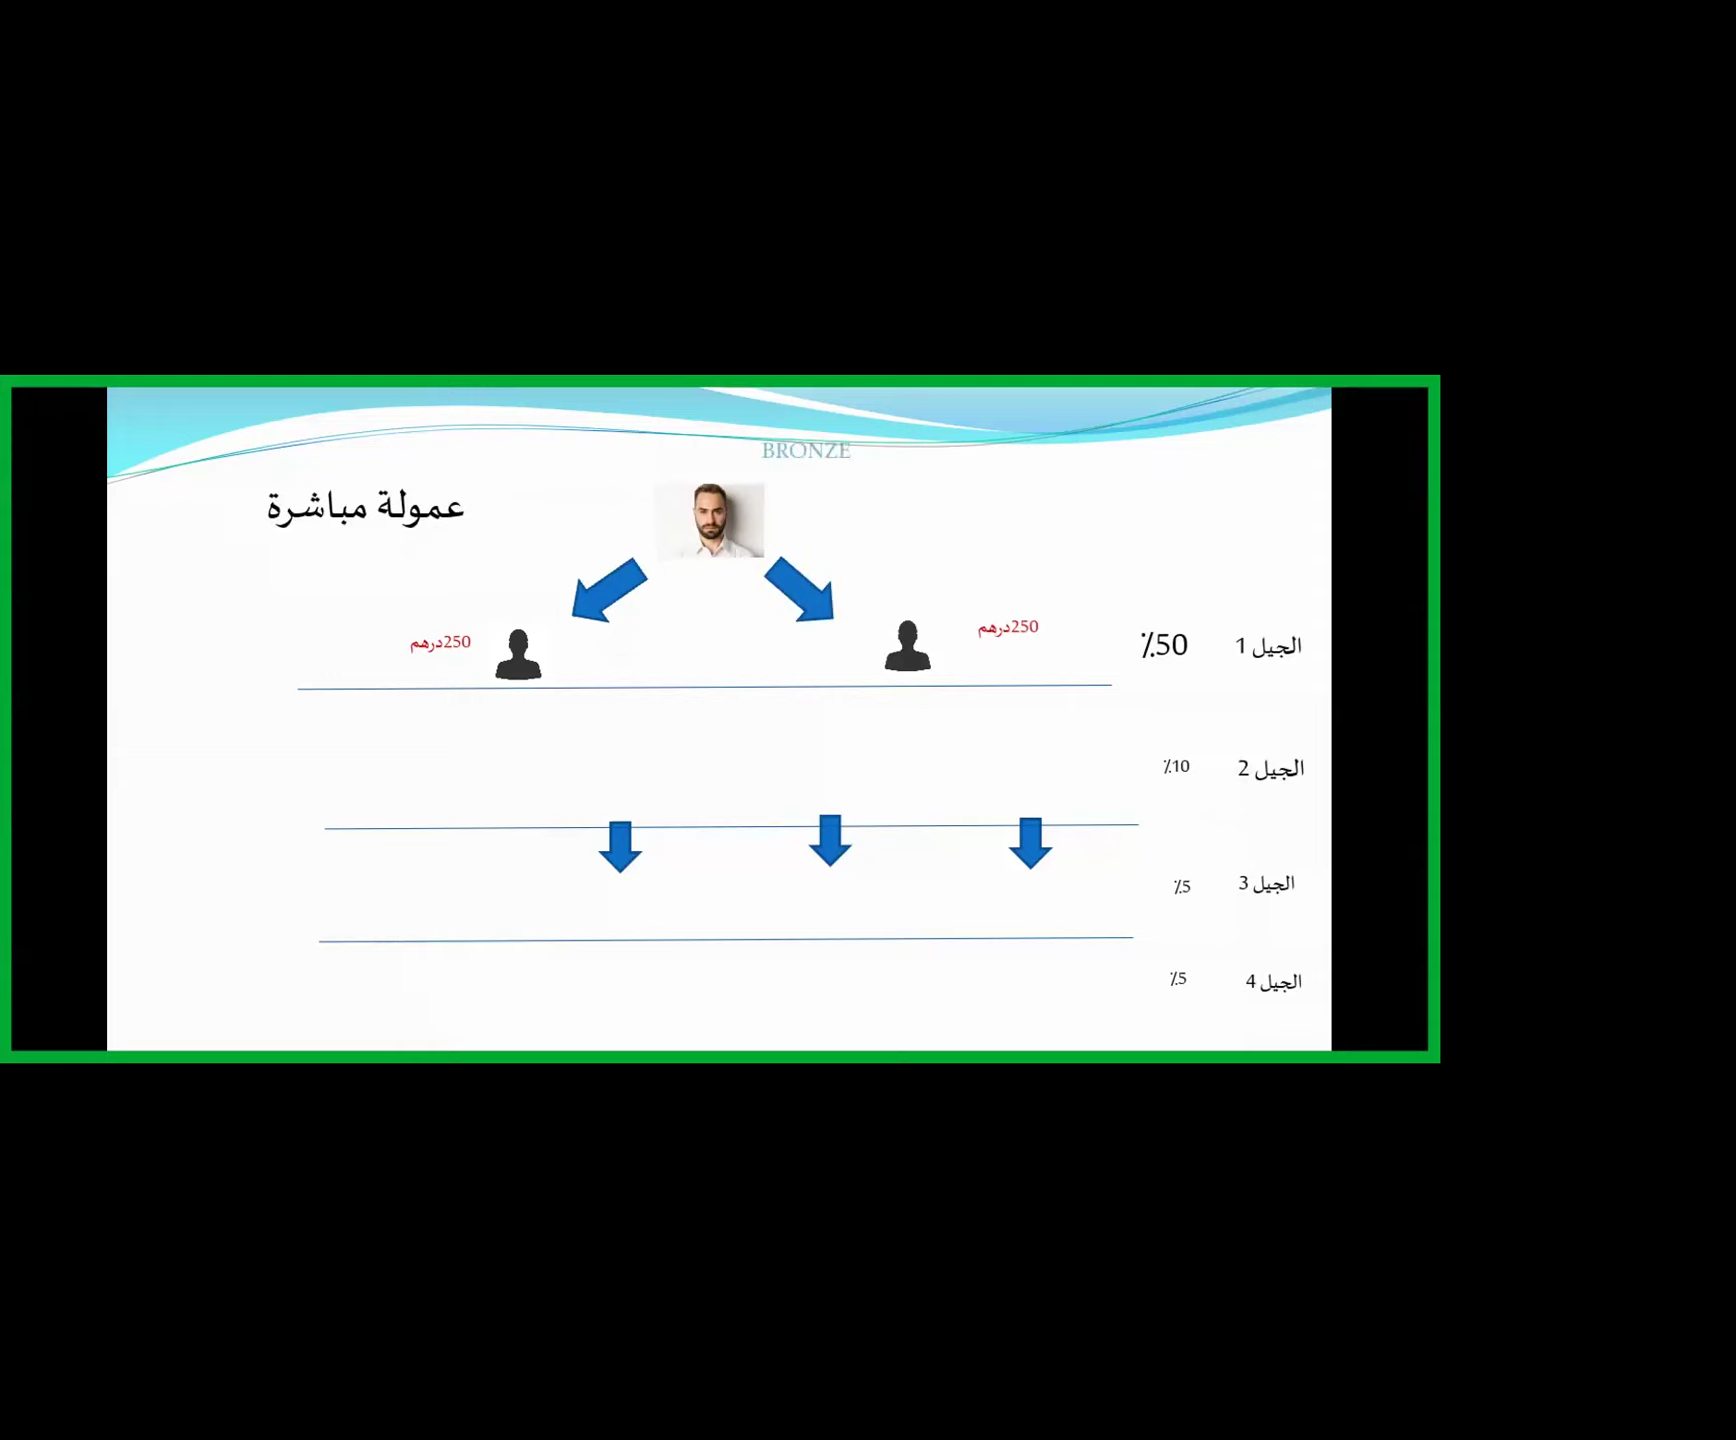 BRONZE
عمولة مباشرة
250درهم
250درهم
الجيل 1
50٪
الجيل 2
10٪
الجيل 3
5٪
الجيل 4
5٪